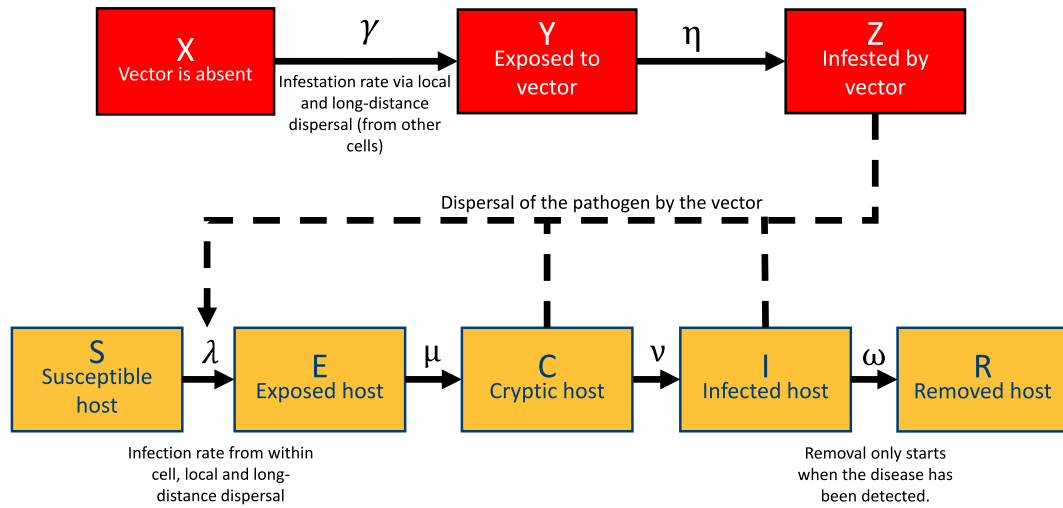 X
Vector is absent
γ
Infestation rate via local
and long-distance
dispersal (from other
cells)
Y
Exposed to
vector
η
Z
Infested by
vector
Dispersal of the pathogen by the vector
S
Susceptible
host
λ
Infection rate from within
cell, local and long-
distance dispersal
E
Exposed host
μ
C
Cryptic host
ν
I
Infected host
ω
Removal only starts
when the disease has
been detected.
R
Removed host